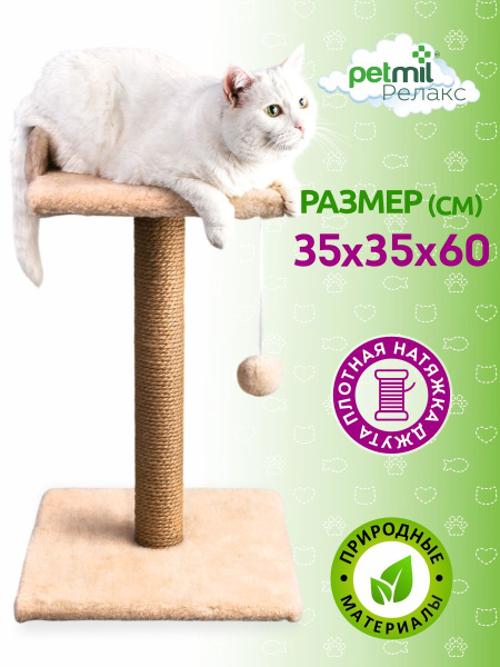 petmil®
Релакс
РАЗМЕР (СМ)
35x35x60
ПЛОТНАЯ НАТЯЖКА ДЖУТА
ПРИРОДНЫЕ
МАТЕРИАЛЫ